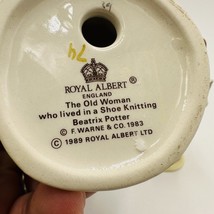 74
ROYAL ALBERT®
ENGLAND
The Old Woman
who lived in a Shoe Knitting
Beatrix Potter
© F. WARNE & CO. 1983
© 1989 ROYAL ALBERT LTD